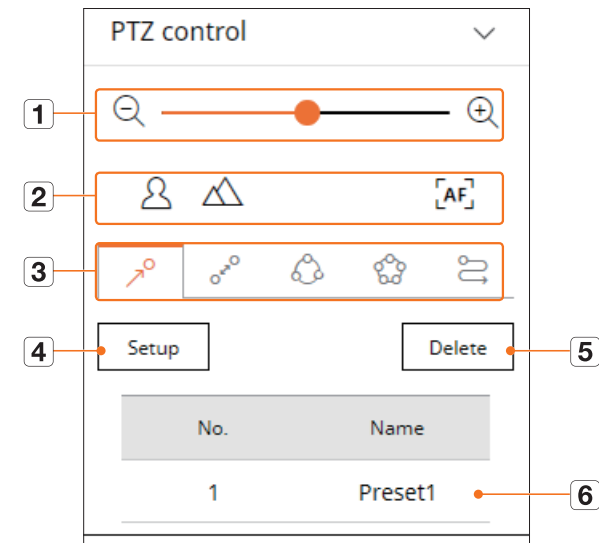 PTZ control
1
2
AF
3
4
Setup
Delete
5
No.
Name
1
Preset1
6